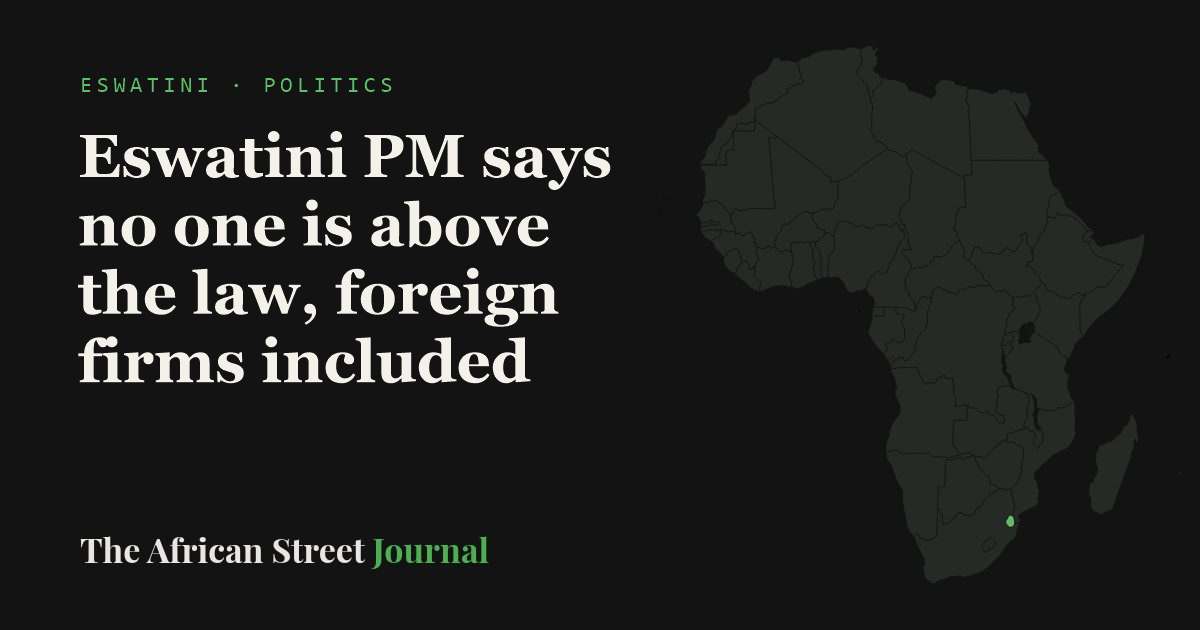 ESWATINI · POLITICS
Eswatini PM says
no one is above
the law, foreign
firms included
The African Street Journal